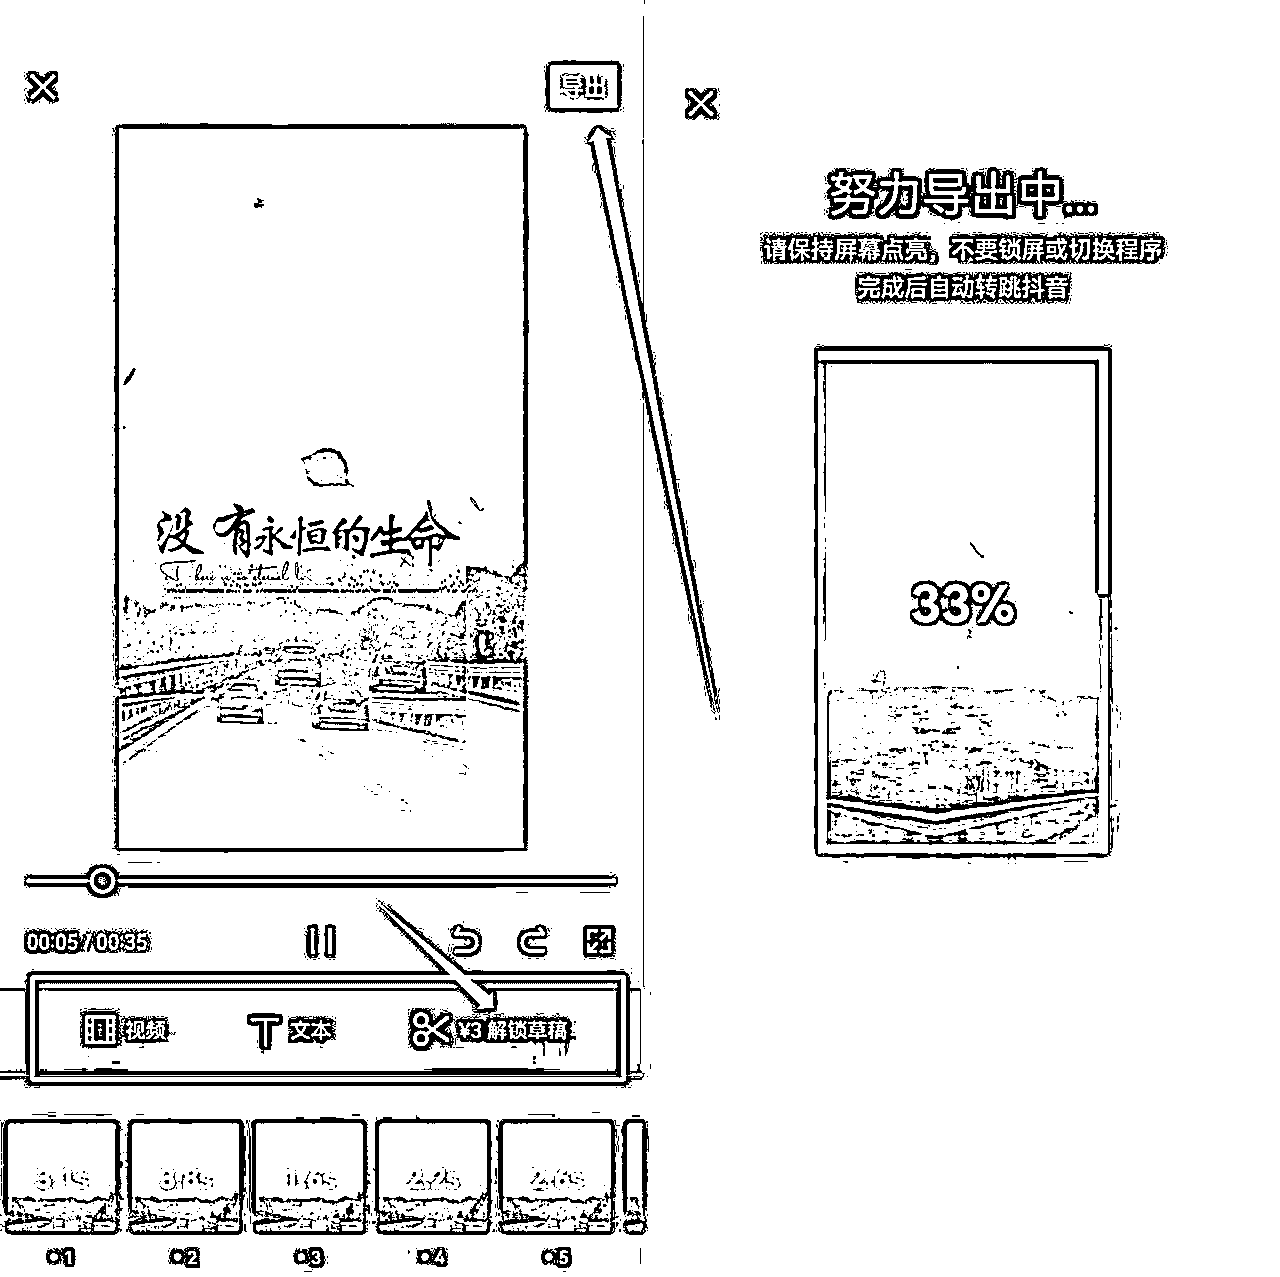 导出
没有永恒的生命
00:05/00:35
视频
文本
¥3 解锁草稿
3.1s
3.8s
1.6s
2.2s
2.6s
1
2
3
4
5
努力导出中...
请保持屏幕点亮，不要锁屏或切换程序
完成后自动转跳抖音
33%